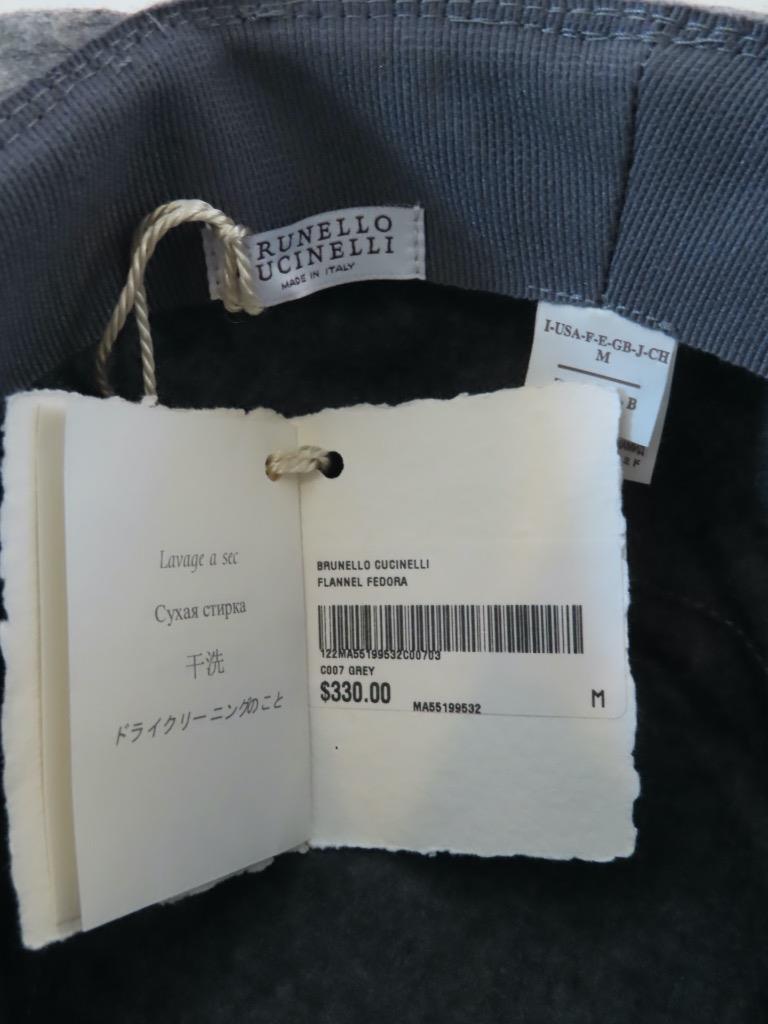 RUNELLO
UCINELLI
MADE IN ITALY
I-USA-F-E-GB-J-CH
M
B
Lavage a sec
Сухая стирка
干洗
ドライクリーニングのこと
BRUNELLO CUCINELLI
FLANNEL FEDORA
122MA55199532C00703
C007 GREY
$330.00
MA55199532
M